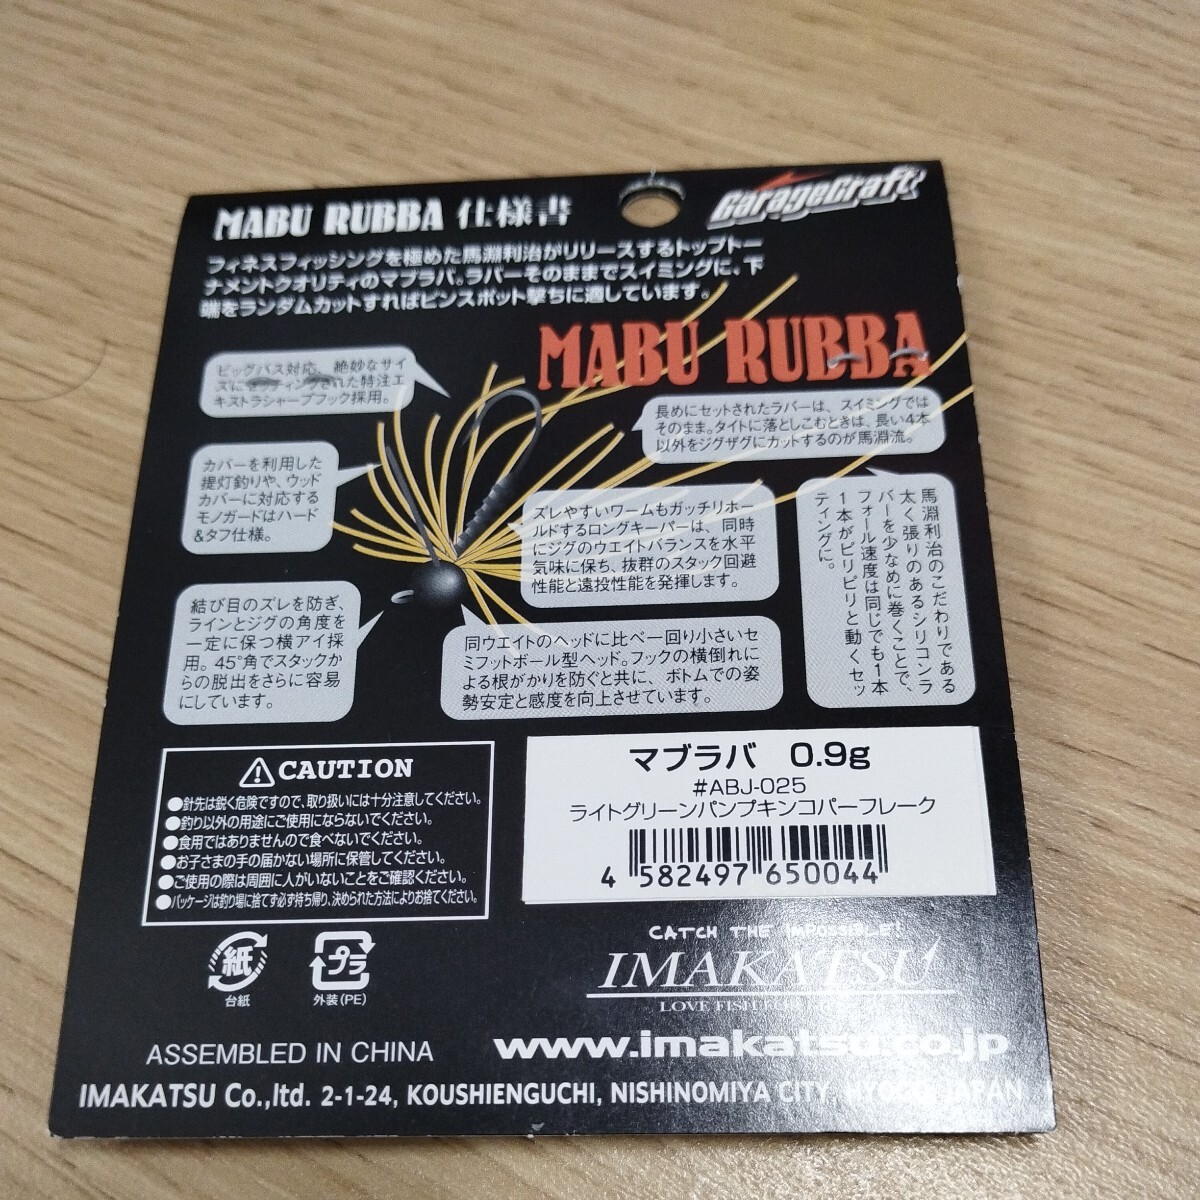 MABU RUBBA 仕様書
GarageCraft
フィネスフィッシングを極めた馬淵利治がリリースするトップトー
ナメントクオリティのマブラバ。ラバーそのままでスイミングに、下
端をランダムカットすればピンスポット撃ちに適しています。
MABU RUBBA
ビッグバス対応、絶妙なサイ
ズにセッティングされた特注エ
キストラシャープフック採用。
長めにセットされたラバーは、スイミングでは
そのまま。タイトに落としこむときは、長い4本
以外をジグザグにカットするのが馬淵流。
カバーを利用した
提灯釣りや、ウッド
カバーに対応する
モノガードはハード
&タフ仕様。
ズレやすいワームもガッチリホー
ルドするロングキーパーは、同時
にジグのウエイトバランスを水平
気味に保ち、抜群のスタック回避
性能と遠投性能を発揮します。
馬淵利治のこだわりである
太く張りのあるシリコンラ
バーを少なめに巻くことで、
フォール速度は同じでも1本
1本がピリピリと動くセッ
ティングに。
結び目のズレを防ぎ、
ラインとジグの角度を
一定に保つ横アイ採
用。45°角でスタックか
らの脱出をさらに容易
にしています。
同ウエイトのヘッドに比べ一回り小さいセ
ミフットボール型ヘッド。フックの横倒れに
よる根がかりを防ぐと共に、ボトムでの姿
勢安定と感度を向上させています。
CAUTION
●針先は鋭く危険ですので、取り扱いには十分注意してください。
●釣り以外の用途にご使用にならないでください。
●食用ではありませんので食べないでください。
●お子さまの手の届かない場所に保管してください。
●ご使用の際は周囲に人がいないことをご確認ください。
●パッケージは釣り場に捨てず必ず持ち帰り、決められた方法によりお捨てください。
マブラバ 0.9g
#ABJ-025
ライトグリーンパンプキンコパーフレーク
4 582497 650044
紙
台紙
プラ
外装(PE)
CATCH THE IMPOSSIBLE!
IMAKATSU
LOVE FISH
ASSEMBLED IN CHINA
www.imakatsu.co.jp
IMAKATSU Co.,ltd. 2-1-24, KOUSHIENGUCHI, NISHINOMIYA CITY, HYOGO JAPAN